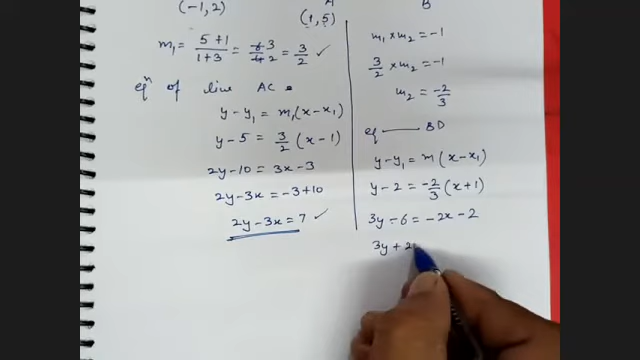 (-1, 2)
A
(1, 5)
B
m₁ = 5+1/1+3 = 6 3/4 2 = 3/2 ✓
eqⁿ of line AC
y - y₁ = m₁(x - x₁)
y - 5 = 3/2 (x - 1)
2y - 10 = 3x - 3
2y - 3x = -3 + 10
2y - 3x = 7 ✓
m₁ × m₂ = -1
3/2 × m₂ = -1
m₂ = -2/3
eq —— BD
y - y₁ = m (x - x₁)
y - 2 = -2/3 (x + 1)
3y - 6 = -2x - 2
3y + 2